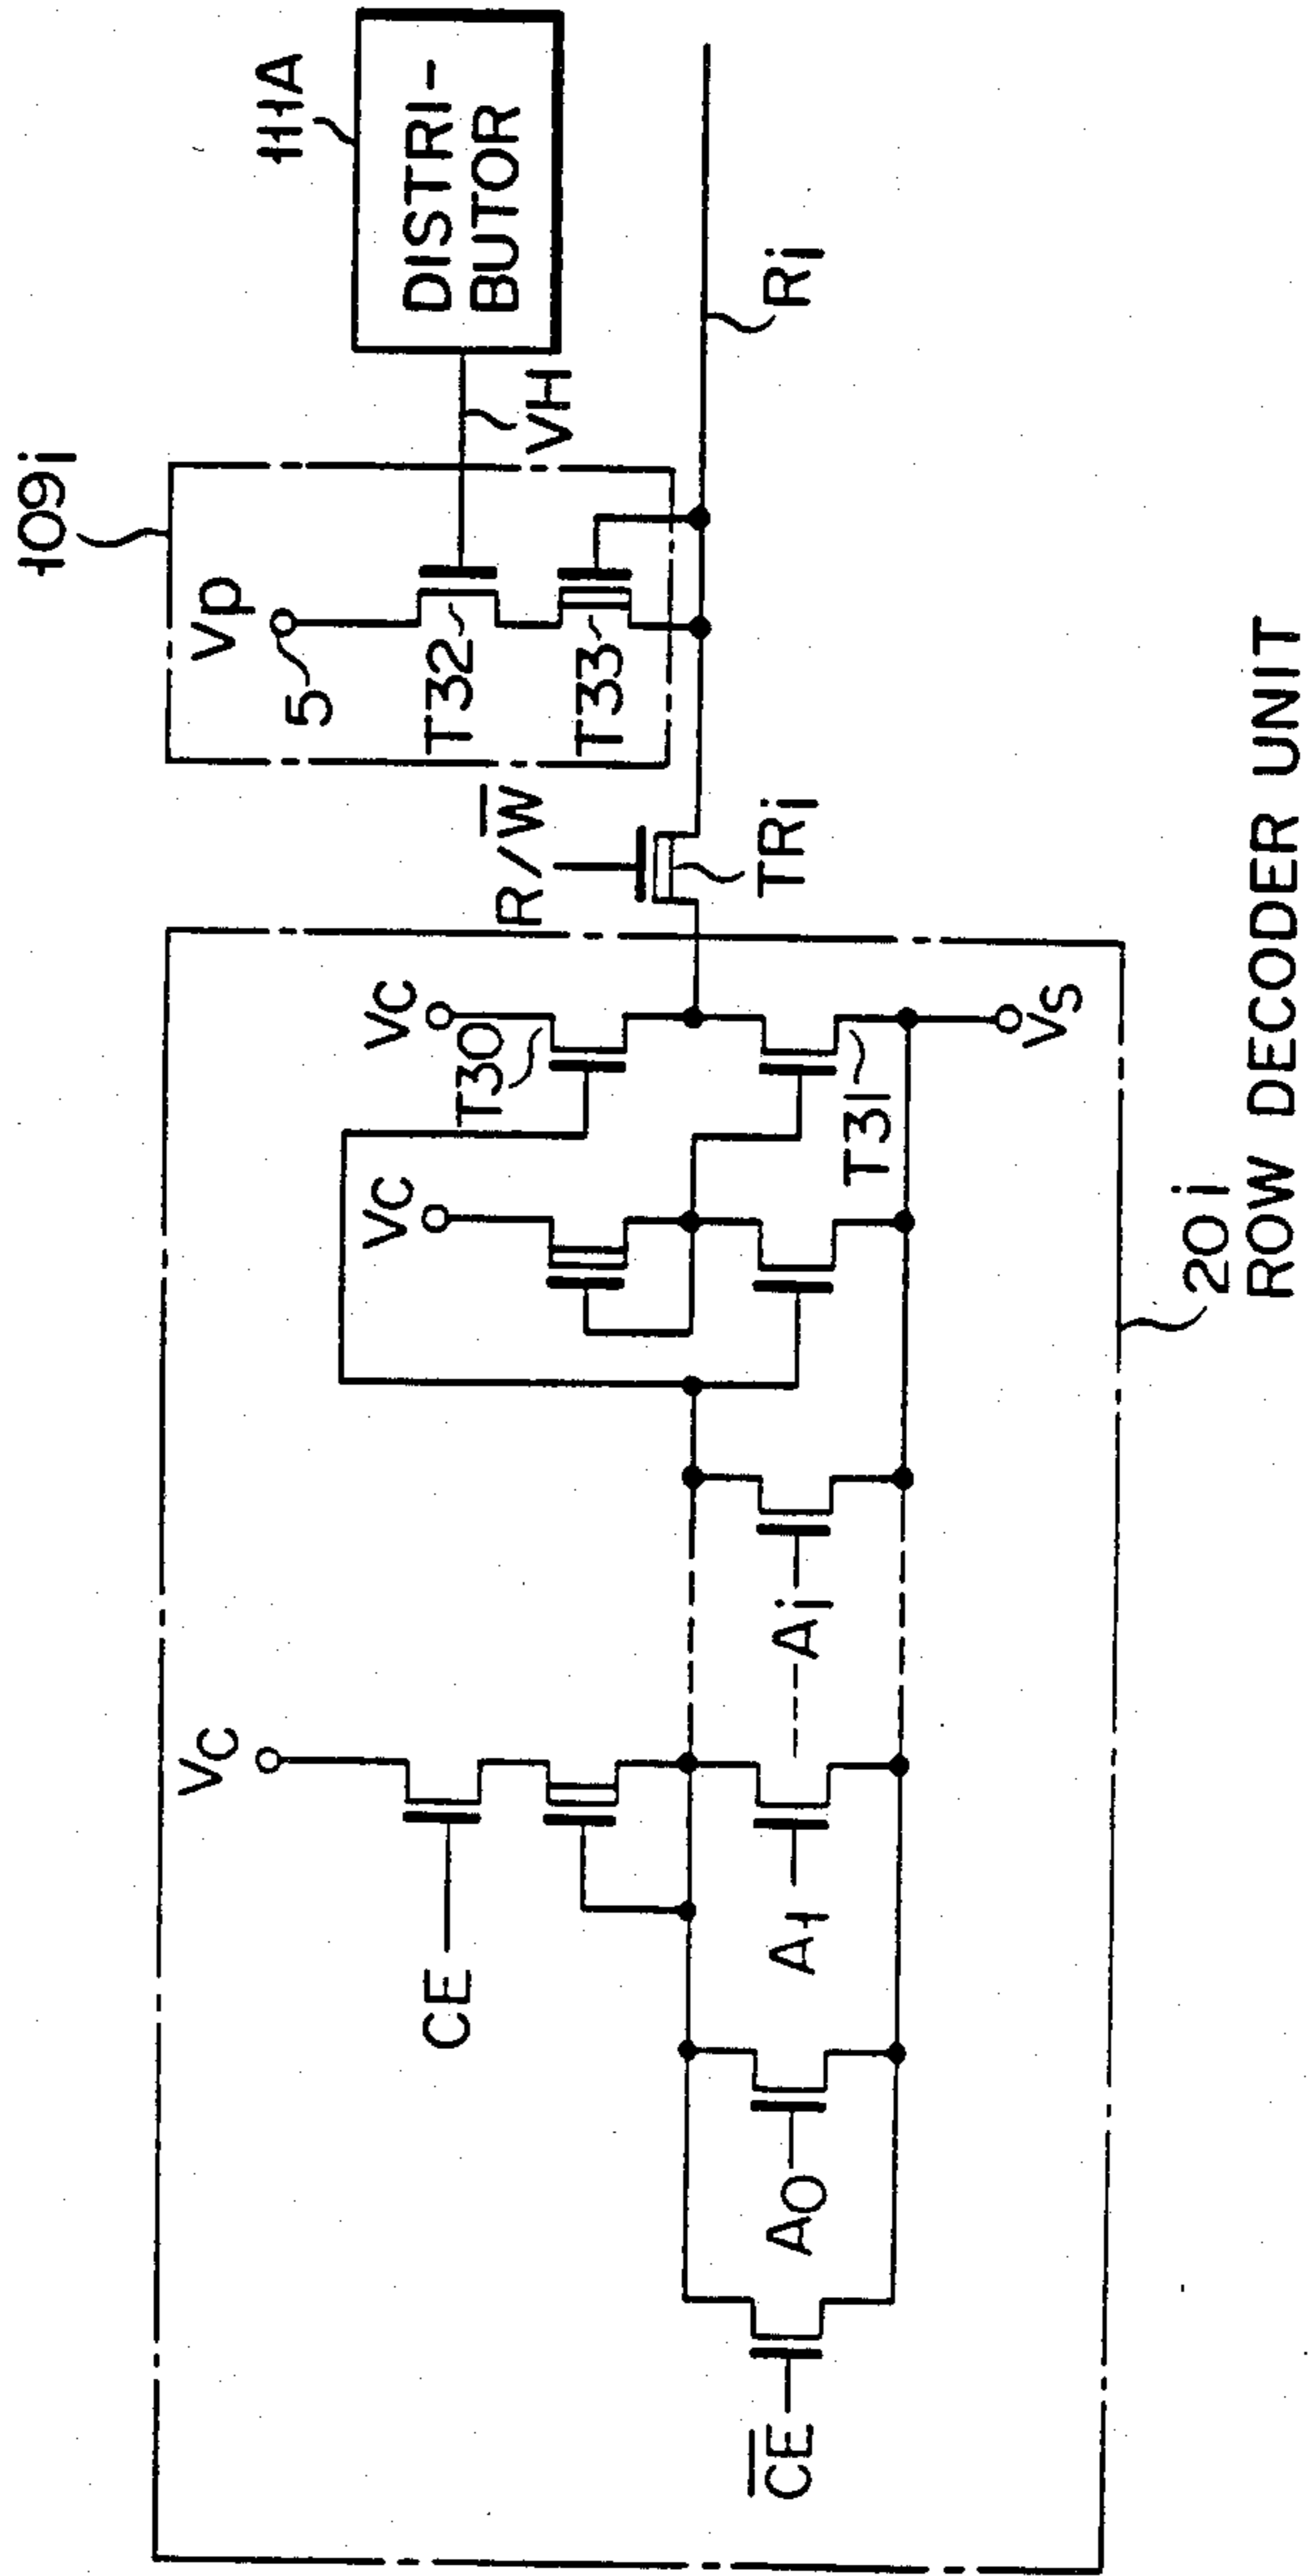 109i
111A
DISTRI-
BUTOR
Vp
5
T32
T33
VH
Ri
R/W̅
TRi
Vc
T30
Vc
T31
Vs
Vc
CE
C̅E̅
A0
A1
Aj
20i
ROW DECODER UNIT